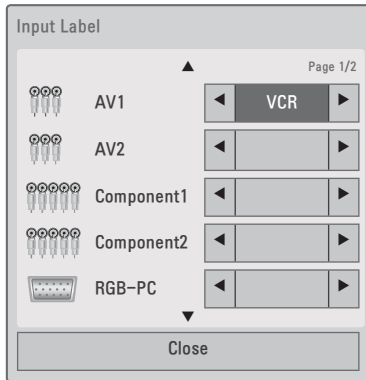 Input Label
Page 1/2
AV1 VCR
AV2
Component1
Component2
RGB-PC
Close